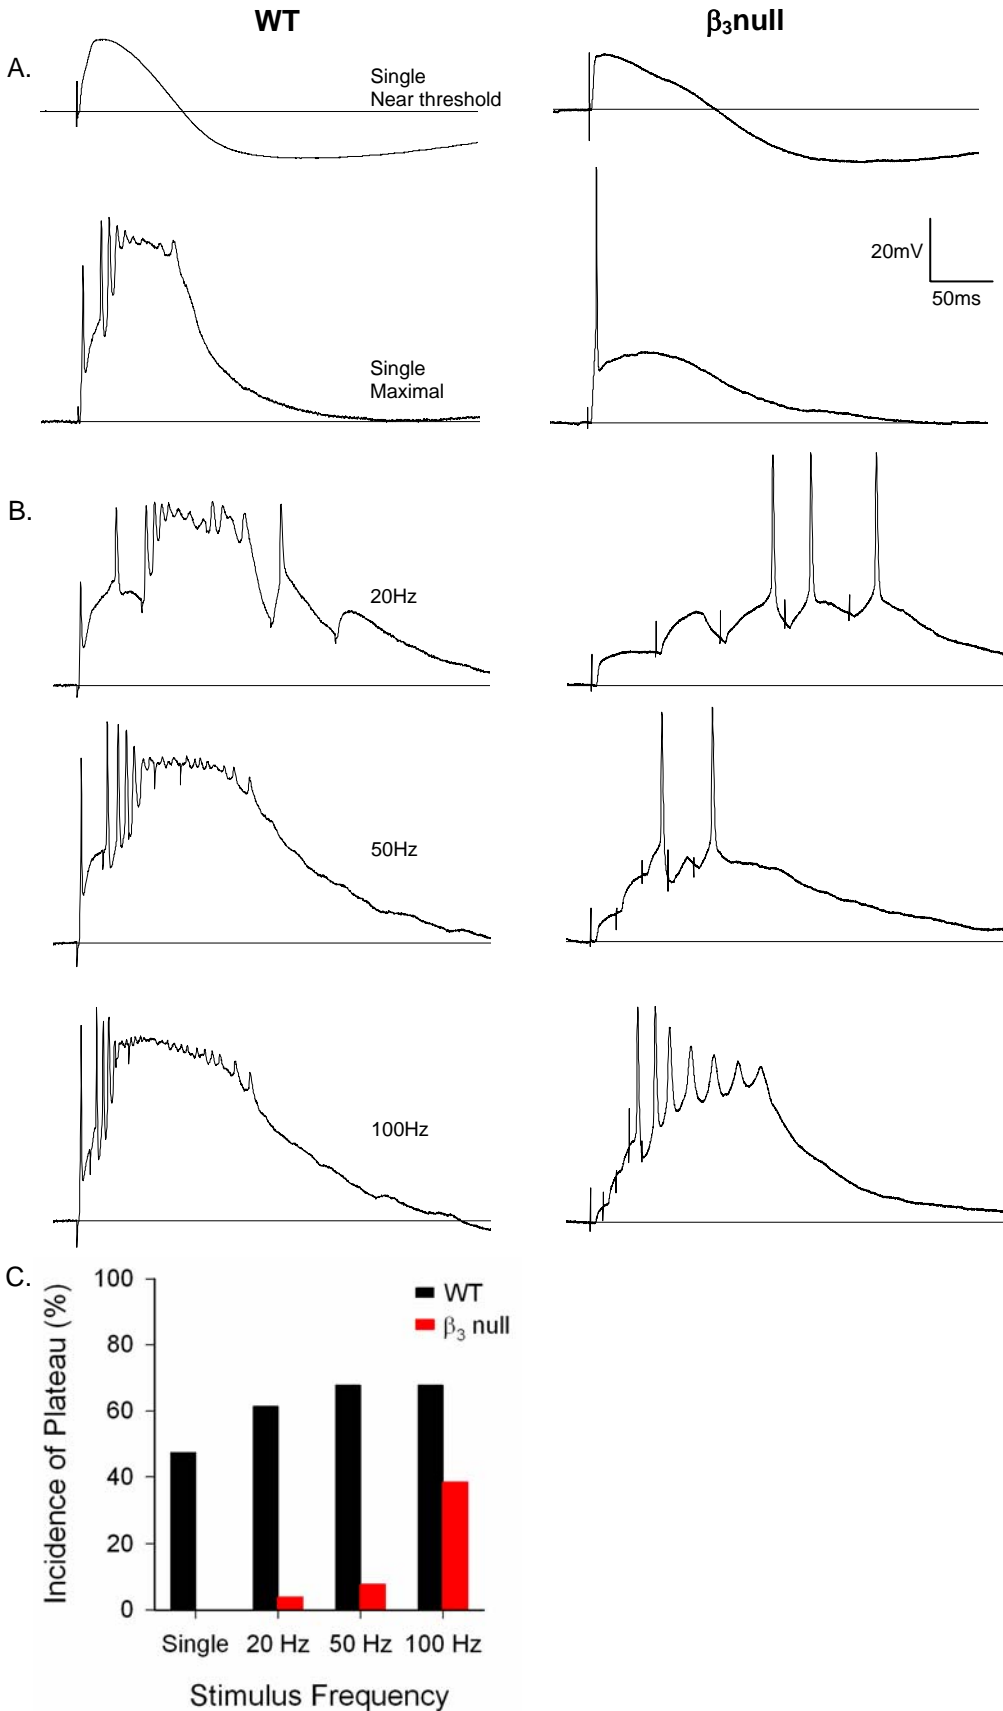 WT
β₃null
A.
Single
Near threshold
20mV
50ms
Single
Maximal
B.
20Hz
50Hz
100Hz
C.
Incidence of Plateau (%)
100
80
60
40
20
0
WT
β₃ null
Single 20 Hz 50 Hz 100 Hz
Stimulus Frequency